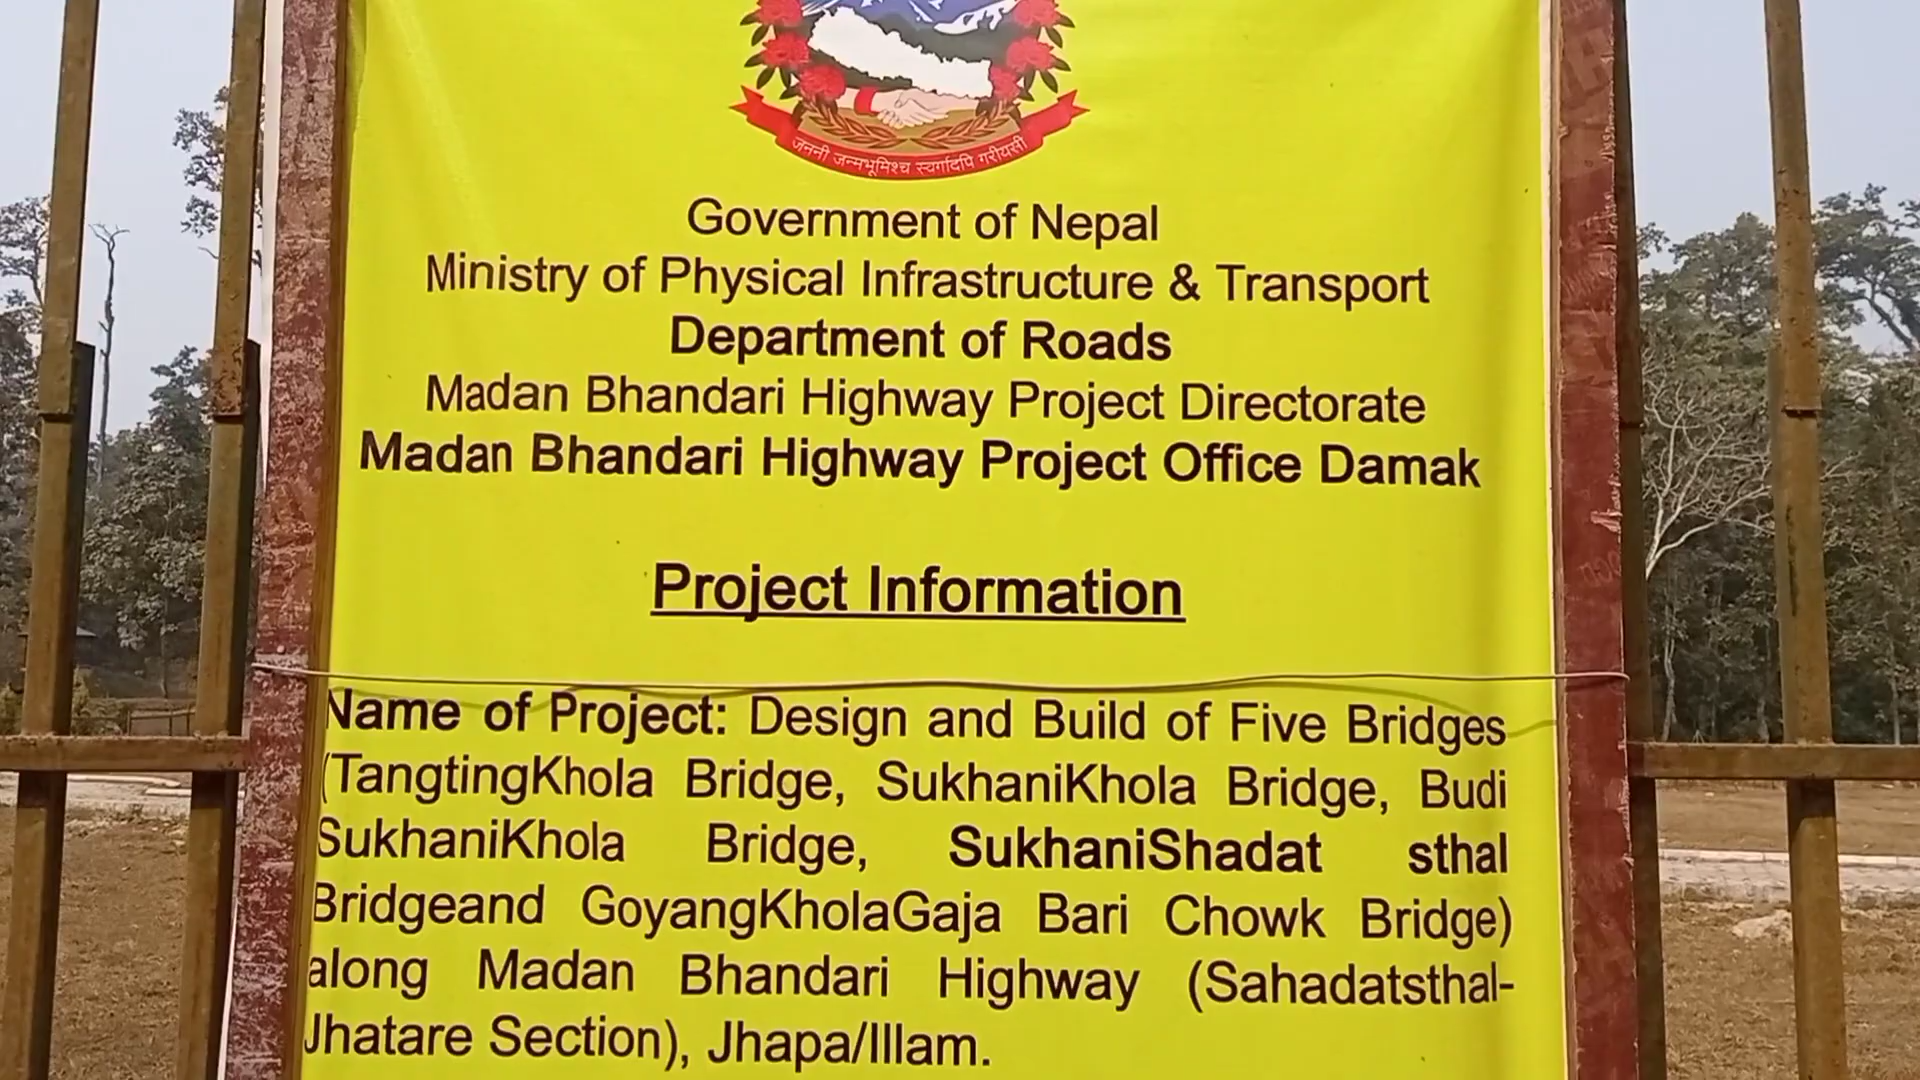 जननी जन्मभूमिश्च स्वर्गादपि गरीयसी
Government of Nepal
Ministry of Physical Infrastructure & Transport
Department of Roads
Madan Bhandari Highway Project Directorate
Madan Bhandari Highway Project Office Damak
Project Information
Name of Project: Design and Build of Five Bridges
(TangtingKhola Bridge, SukhaniKhola Bridge, Budi
SukhaniKhola Bridge, SukhaniShadat sthal
Bridgeand GoyangKholaGaja Bari Chowk Bridge)
along Madan Bhandari Highway (Sahadatsthal-
Jhatare Section), Jhapa/Illam.